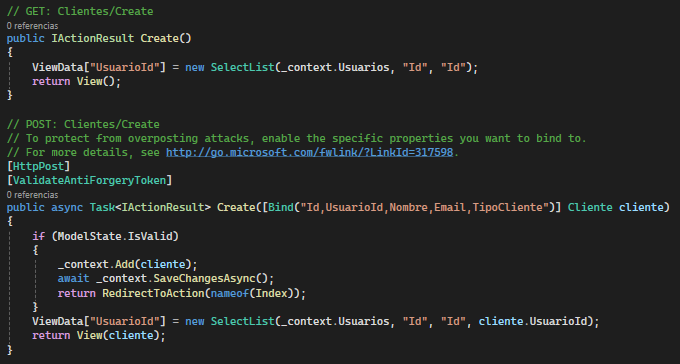 // GET: Clientes/Create
0 referencias
public IActionResult Create()
{
ViewData["UsuarioId"] = new SelectList(_context.Usuarios, "Id", "Id");
return View();
}
// POST: Clientes/Create
// To protect from overposting attacks, enable the specific properties you want to bind to.
// For more details, see http://go.microsoft.com/fwlink/?LinkId=317598.
[HttpPost]
[ValidateAntiForgeryToken]
0 referencias
public async Task<IActionResult> Create([Bind("Id,UsuarioId,Nombre,Email,TipoCliente")] Cliente cliente)
{
if (ModelState.IsValid)
{
_context.Add(cliente);
await _context.SaveChangesAsync();
return RedirectToAction(nameof(Index));
}
ViewData["UsuarioId"] = new SelectList(_context.Usuarios, "Id", "Id", cliente.UsuarioId);
return View(cliente);
}